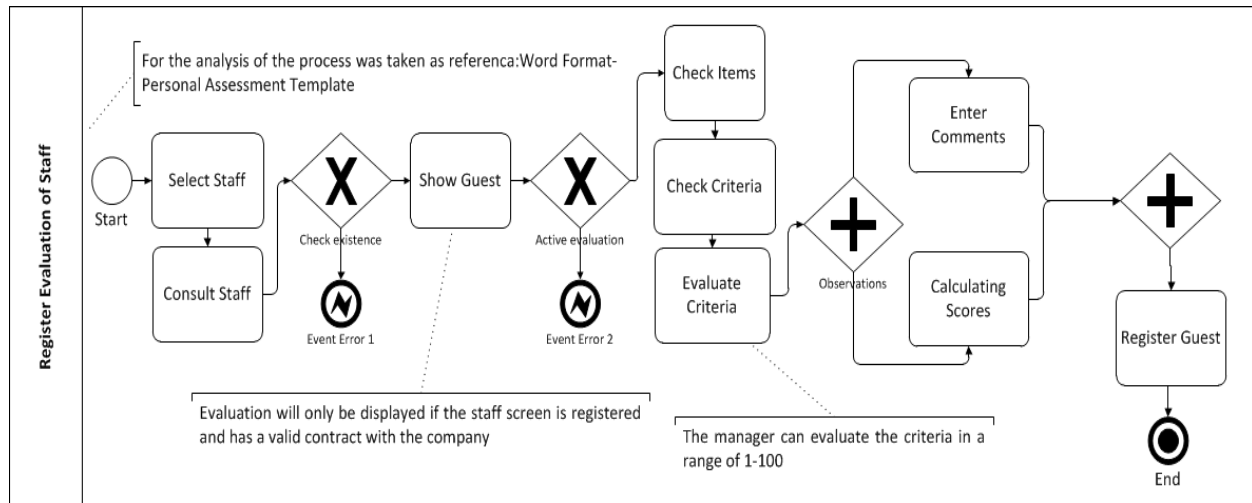 Register Evaluation of Staff
For the analysis of the process was taken as referenca:Word Format-
Personal Assessment Template
Start
Select Staff
Consult Staff
Check existence
Event Error 1
Show Guest
Active evaluation
Event Error 2
Check Items
Check Criteria
Evaluate
Criteria
Observations
Enter
Comments
Calculating
Scores
Register Guest
End
Evaluation will only be displayed if the staff screen is registered
and has a valid contract with the company
The manager can evaluate the criteria in a
range of 1-100